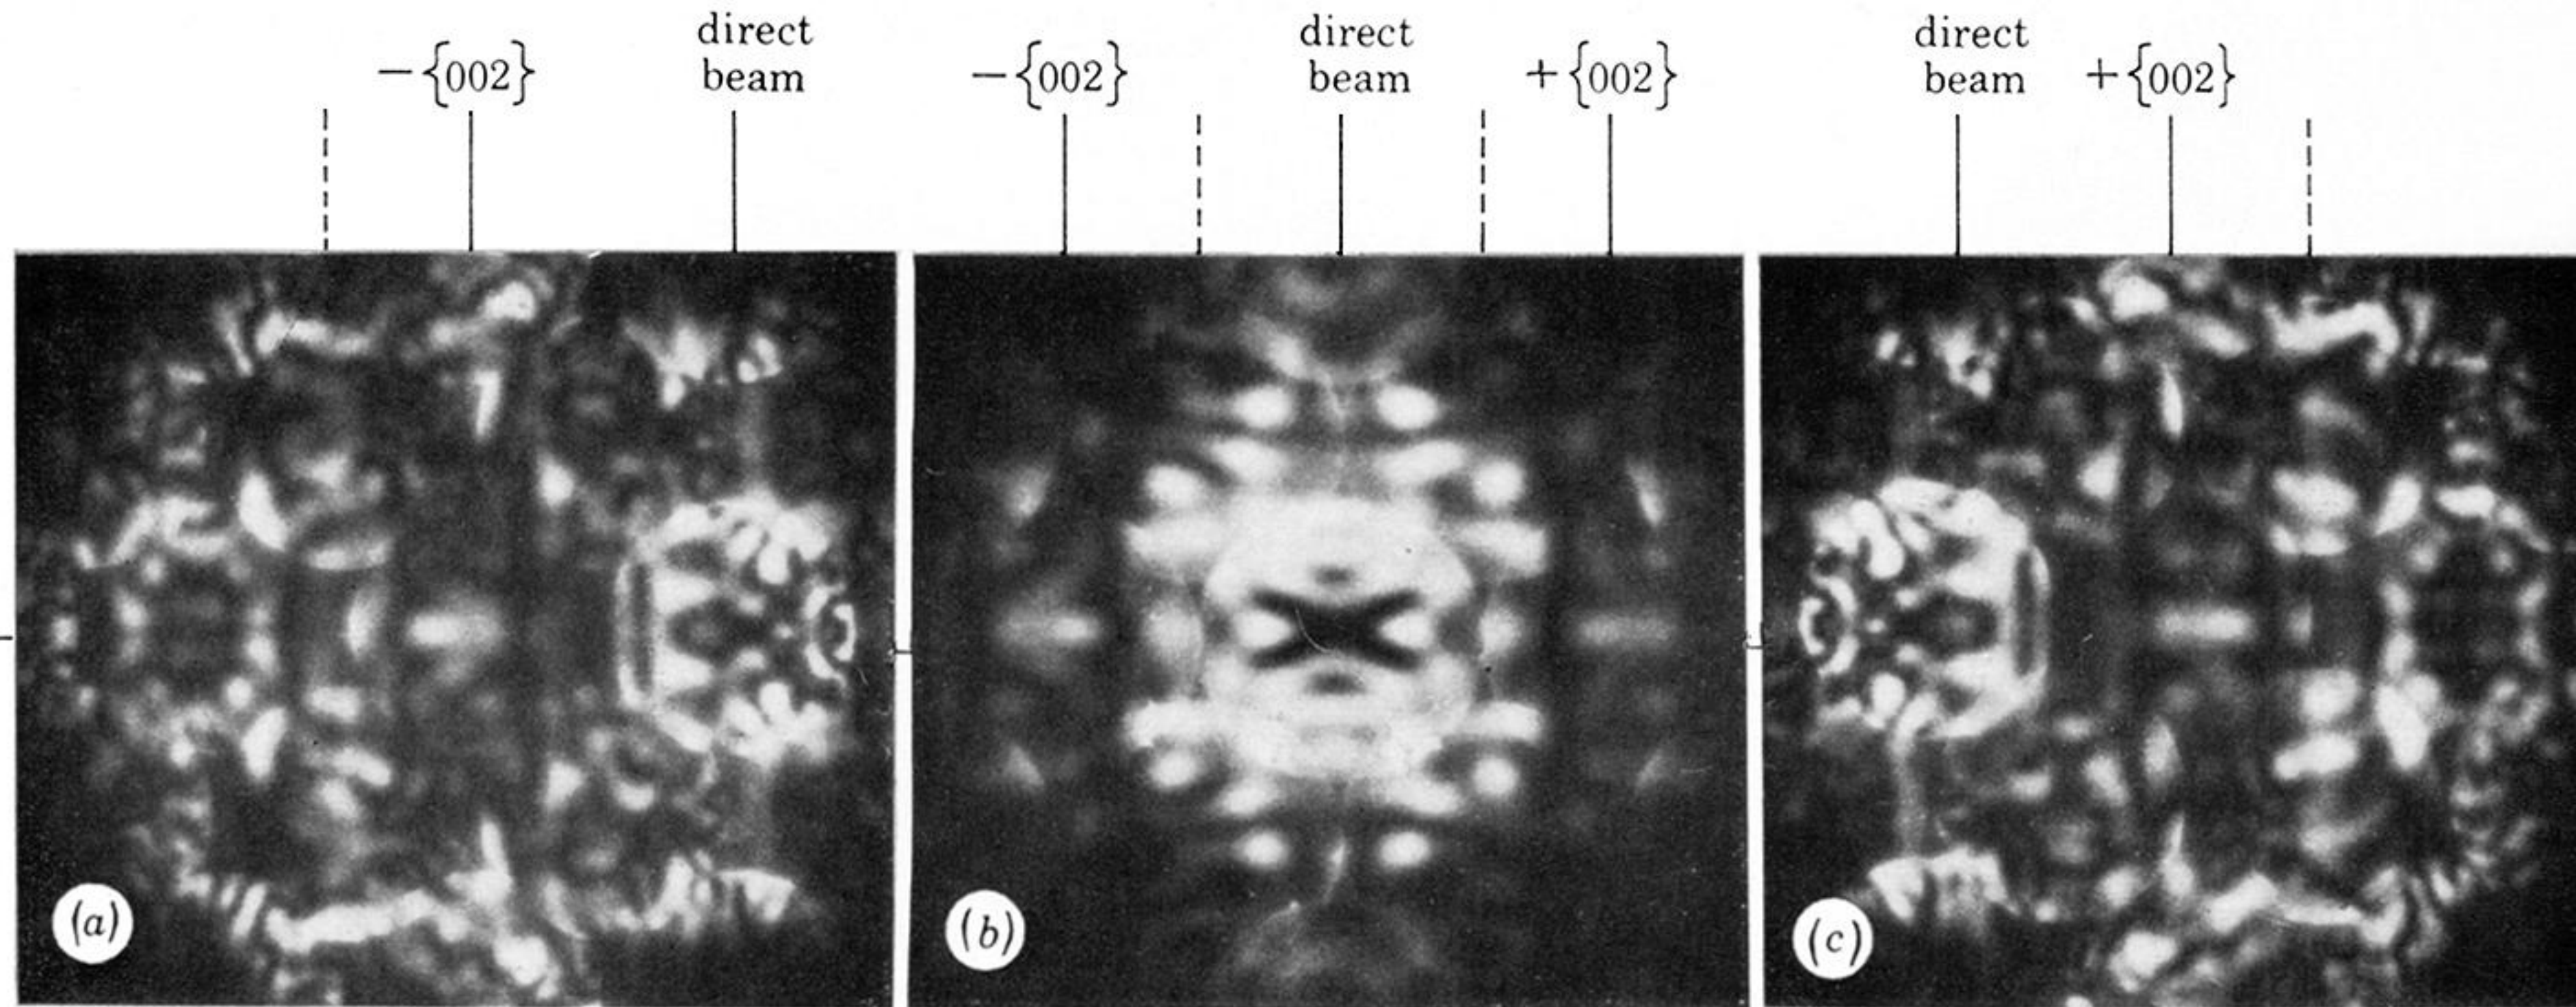 −{002}
direct
beam
−{002}
direct
beam
+{002}
direct
beam
+{002}
(a)
(b)
(c)